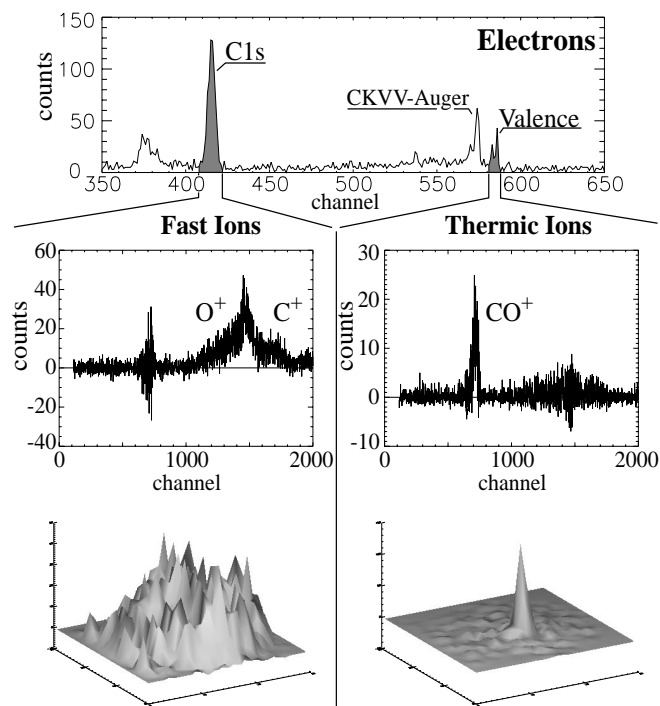 Electrons
150
100
50
0
counts
C1s
CKVV-Auger
Valence
350 400 450 500 550 600 650
channel
Fast Ions
60
40
20
0
-20
-40
counts
O+ C+
0 1000 2000
channel
Thermic Ions
30
20
10
0
-10
counts
CO+
0 1000 2000
channel